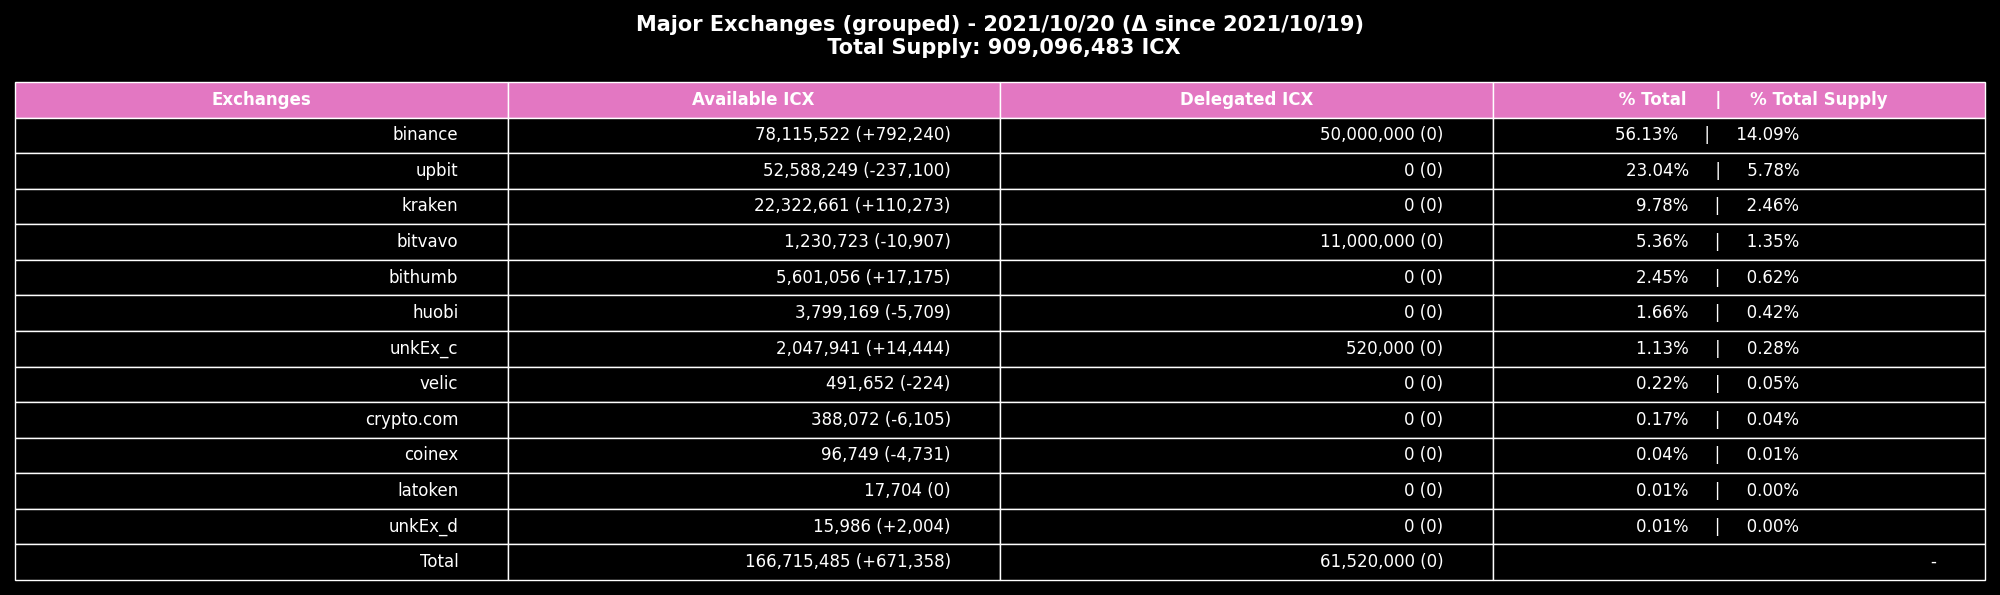 Major Exchanges (grouped) - 2021/10/20 (Δ since 2021/10/19)
Total Supply: 909,096,483 ICX
Exchanges Available ICX Delegated ICX % Total | % Total Supply
binance 78,115,522 (+792,240) 50,000,000 (0) 56.13% | 14.09%
upbit 52,588,249 (-237,100) 0 (0) 23.04% | 5.78%
kraken 22,322,661 (+110,273) 0 (0) 9.78% | 2.46%
bitvavo 1,230,723 (-10,907) 11,000,000 (0) 5.36% | 1.35%
bithumb 5,601,056 (+17,175) 0 (0) 2.45% | 0.62%
huobi 3,799,169 (-5,709) 0 (0) 1.66% | 0.42%
unkEx_c 2,047,941 (+14,444) 520,000 (0) 1.13% | 0.28%
velic 491,652 (-224) 0 (0) 0.22% | 0.05%
crypto.com 388,072 (-6,105) 0 (0) 0.17% | 0.04%
coinex 96,749 (-4,731) 0 (0) 0.04% | 0.01%
latoken 17,704 (0) 0 (0) 0.01% | 0.00%
unkEx_d 15,986 (+2,004) 0 (0) 0.01% | 0.00%
Total 166,715,485 (+671,358) 61,520,000 (0) -